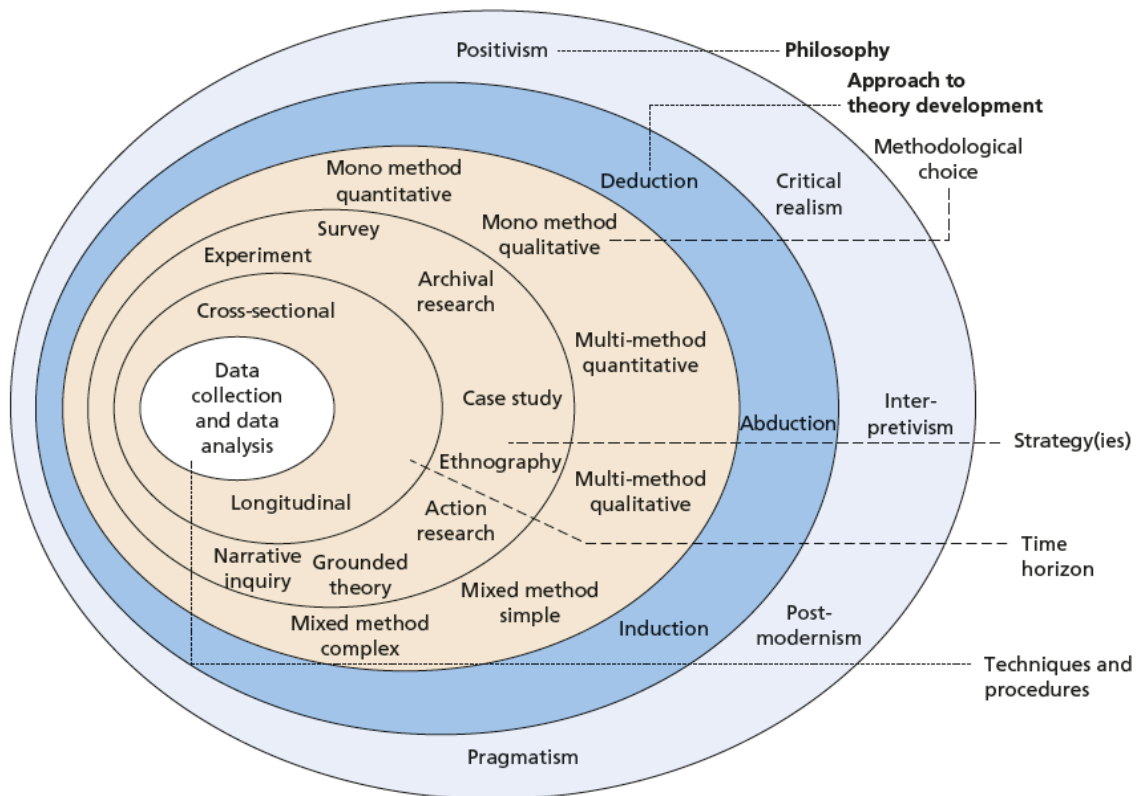 Positivism
Philosophy
Approach to
theory development
Methodological
choice
Deduction
Critical
realism
Mono method
quantitative
Mono method
qualitative
Survey
Experiment
Archival
research
Cross-sectional
Multi-method
quantitative
Data
collection
and data
analysis
Case study
Inter-
pretivism
Abduction
Strategy(ies)
Ethnography
Multi-method
qualitative
Longitudinal
Action
research
Time
horizon
Narrative
inquiry
Grounded
theory
Mixed method
simple
Mixed method
complex
Induction
Post-
modernism
Techniques and
procedures
Pragmatism